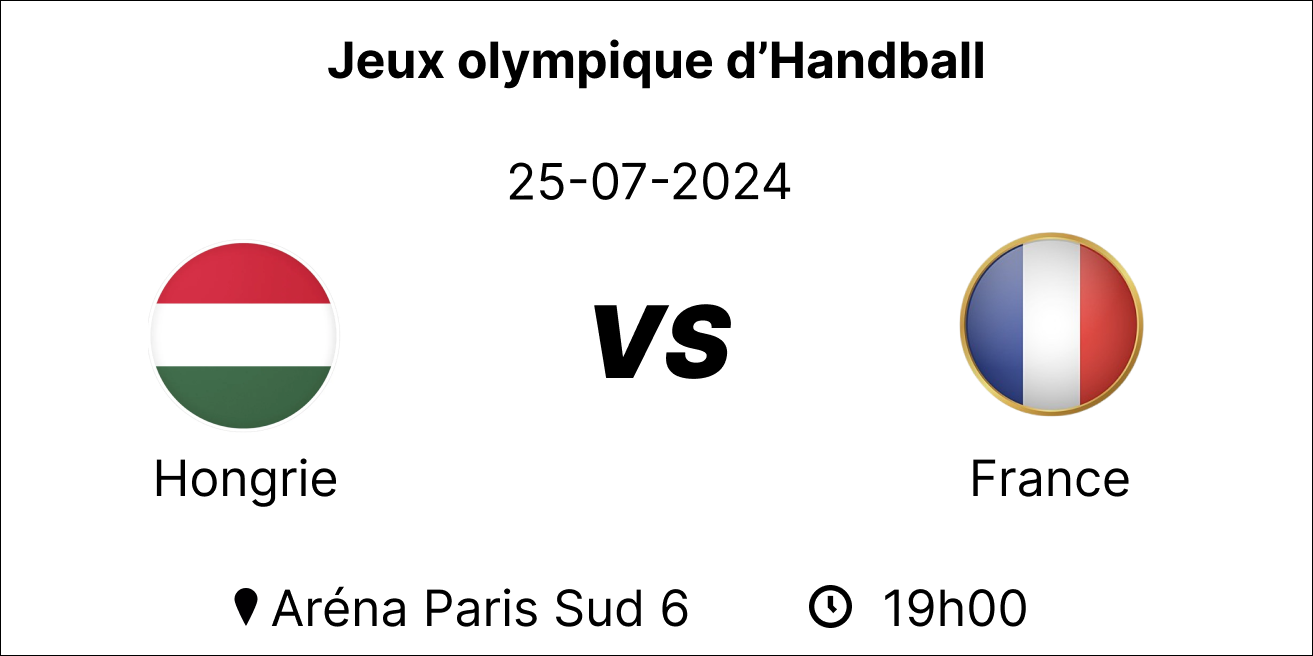 Jeux olympique d’Handball
25-07-2024
VS
Hongrie
France
Aréna Paris Sud 6
19h00